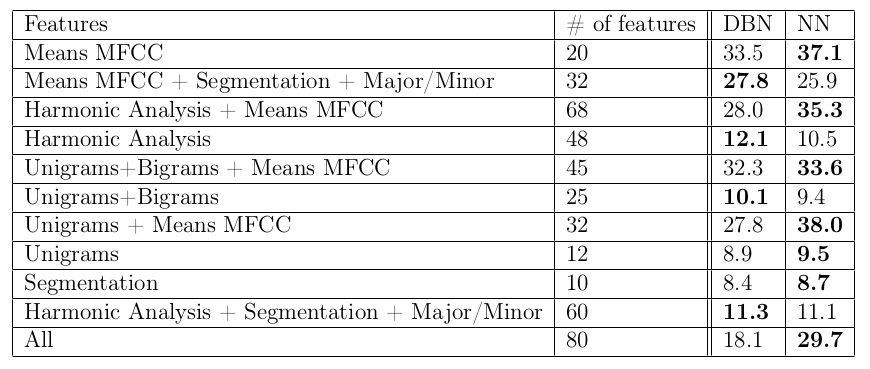 Features # of features DBN NN
Means MFCC 20 33.5 37.1
Means MFCC + Segmentation + Major/Minor 32 27.8 25.9
Harmonic Analysis + Means MFCC 68 28.0 35.3
Harmonic Analysis 48 12.1 10.5
Unigrams+Bigrams + Means MFCC 45 32.3 33.6
Unigrams+Bigrams 25 10.1 9.4
Unigrams + Means MFCC 32 27.8 38.0
Unigrams 12 8.9 9.5
Segmentation 10 8.4 8.7
Harmonic Analysis + Segmentation + Major/Minor 60 11.3 11.1
All 80 18.1 29.7